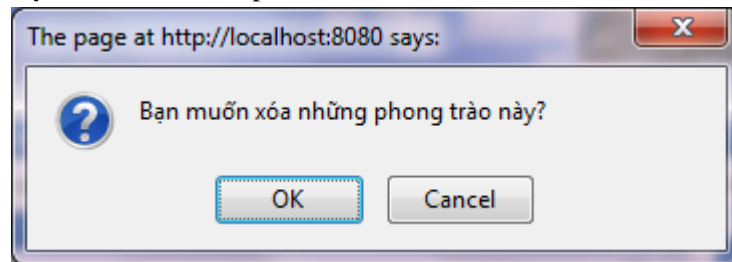 The page at http://localhost:8080 says:
Bạn muốn xóa những phong trào này?
OK Cancel